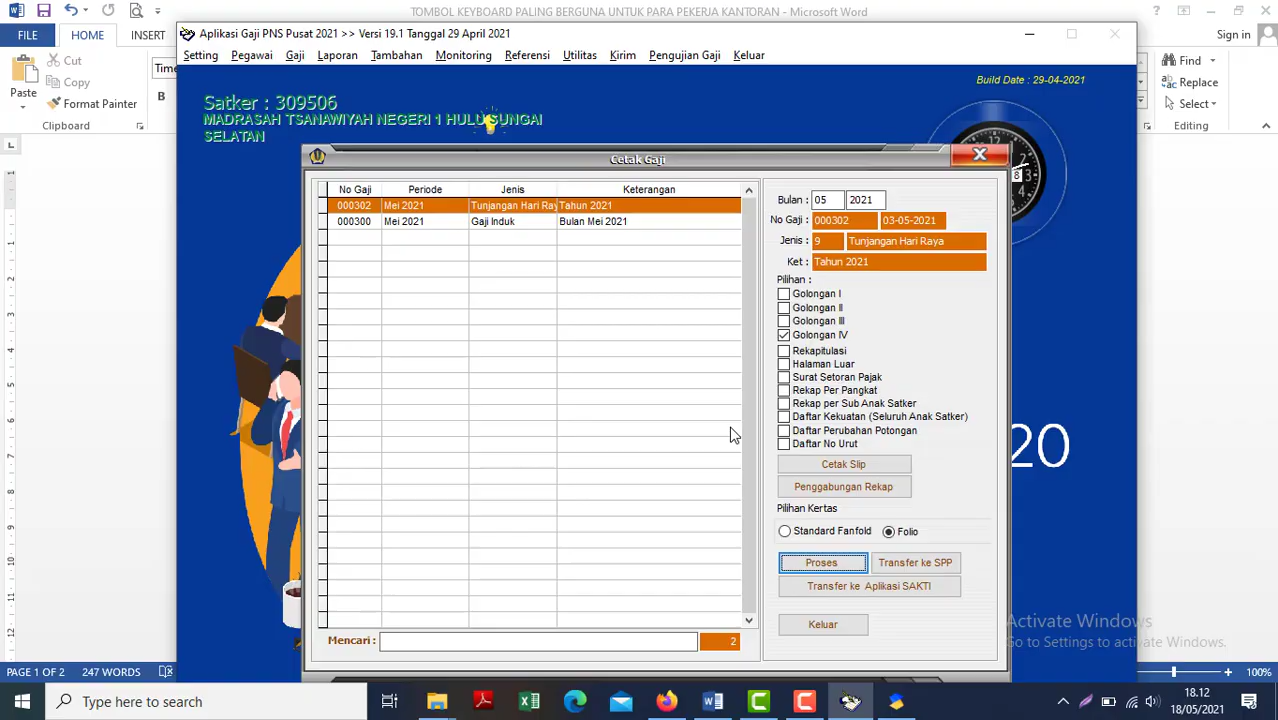 TOMBOL KEYBOARD PALING BERGUNA UNTUK PARA PEKERJA KANTORAN - Microsoft Word
FILE HOME INSERT Sign in
Cut
Copy
Format Painter
Paste
Clipboard
Time
B
Find
Replace
Select
Editing
Aplikasi Gaji PNS Pusat 2021 >> Versi 19.1 Tanggal 29 April 2021
Setting Pegawai Gaji Laporan Tambahan Monitoring Referensi Utilitas Kirim Pengujian Gaji Keluar
Build Date : 29-04-2021
Satker : 309506
MADRASAH TSANAWIYAH NEGERI 1 HULU SUNGAI
SELATAN
8
20
Cetak Gaji
No Gaji Periode Jenis Keterangan
000302 Mei 2021 Tunjangan Hari Ray Tahun 2021
000300 Mei 2021 Gaji Induk Bulan Mei 2021
Mencari : 2
Bulan : 05 2021
No Gaji : 000302 03-05-2021
Jenis : 9 Tunjangan Hari Raya
Ket : Tahun 2021
Pilihan :
Golongan I
Golongan II
Golongan III
Golongan IV
Rekapitulasi
Halaman Luar
Surat Setoran Pajak
Rekap Per Pangkat
Rekap per Sub Anak Satker
Daftar Kekuatan (Seluruh Anak Satker)
Daftar Perubahan Potongan
Daftar No Urut
Cetak Slip
Penggabungan Rekap
Pilihan Kertas
Standard Fanfold Folio
Proses Transfer ke SPP
Transfer ke Aplikasi SAKTI
Keluar
Activate Windows
Go to Settings to activate Windows.
PAGE 1 OF 2 247 WORDS 100%
Type here to search
18.12
18/05/2021